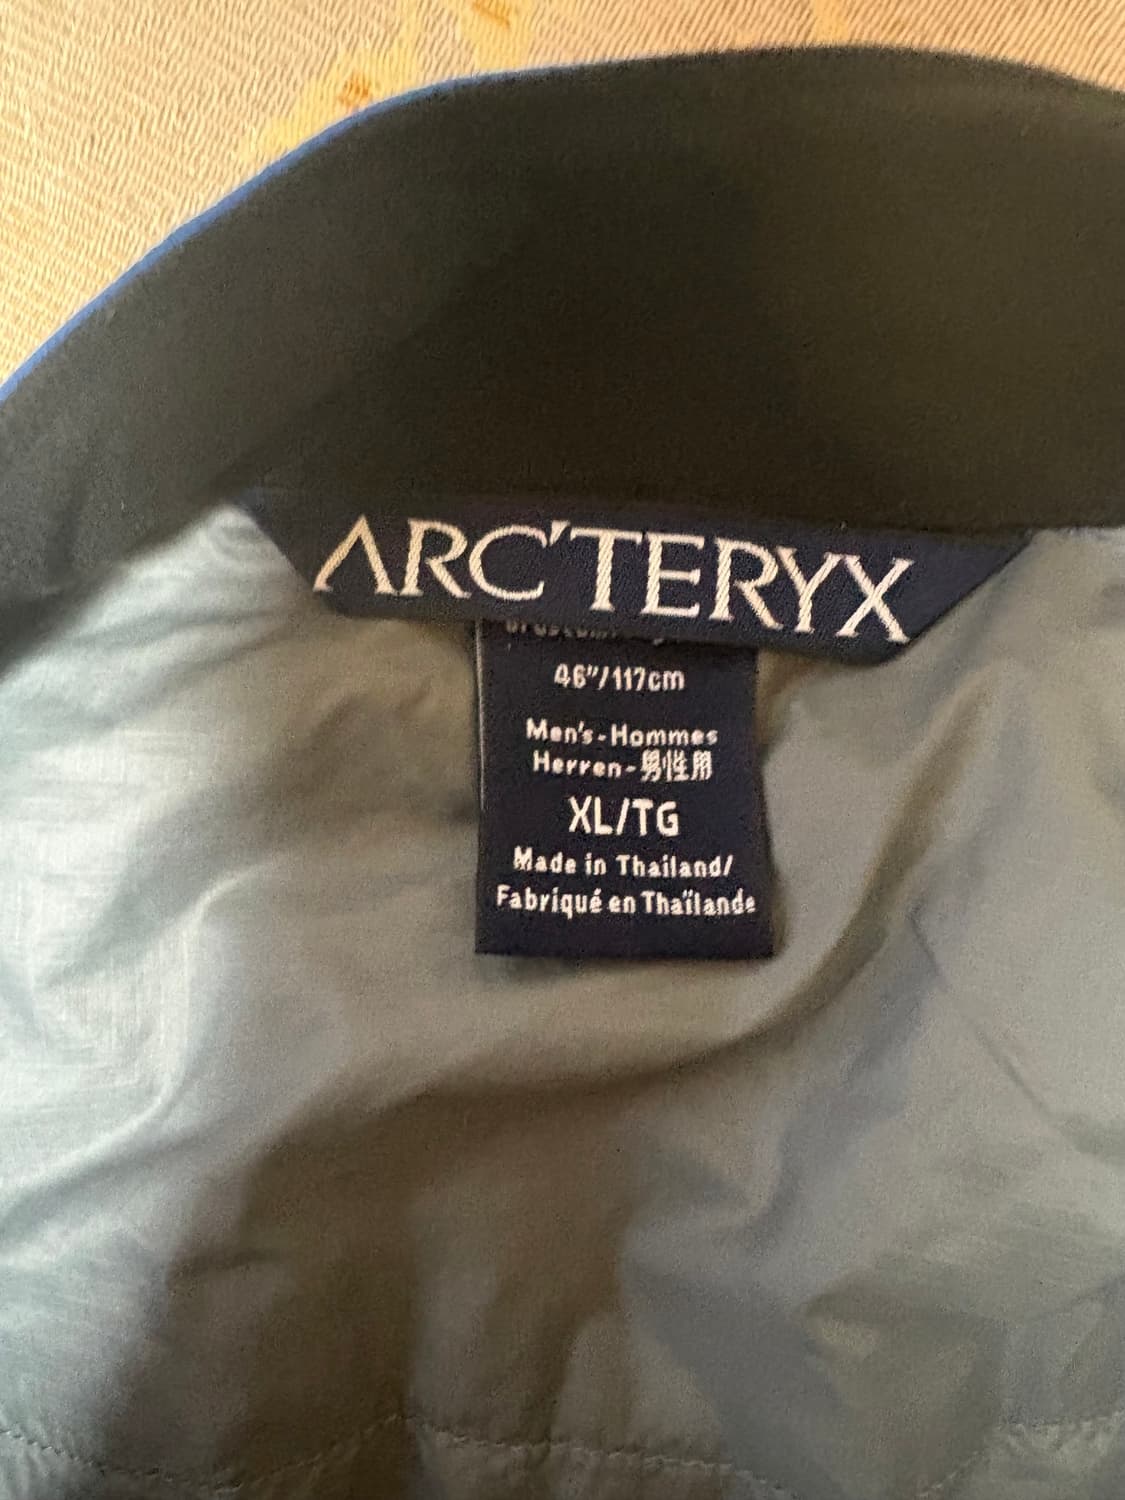 ARC'TERYX
46"/117cm
Men's-Hommes
Herren-男性用
XL/TG
Made in Thailand/
Fabriqué en Thaïlande